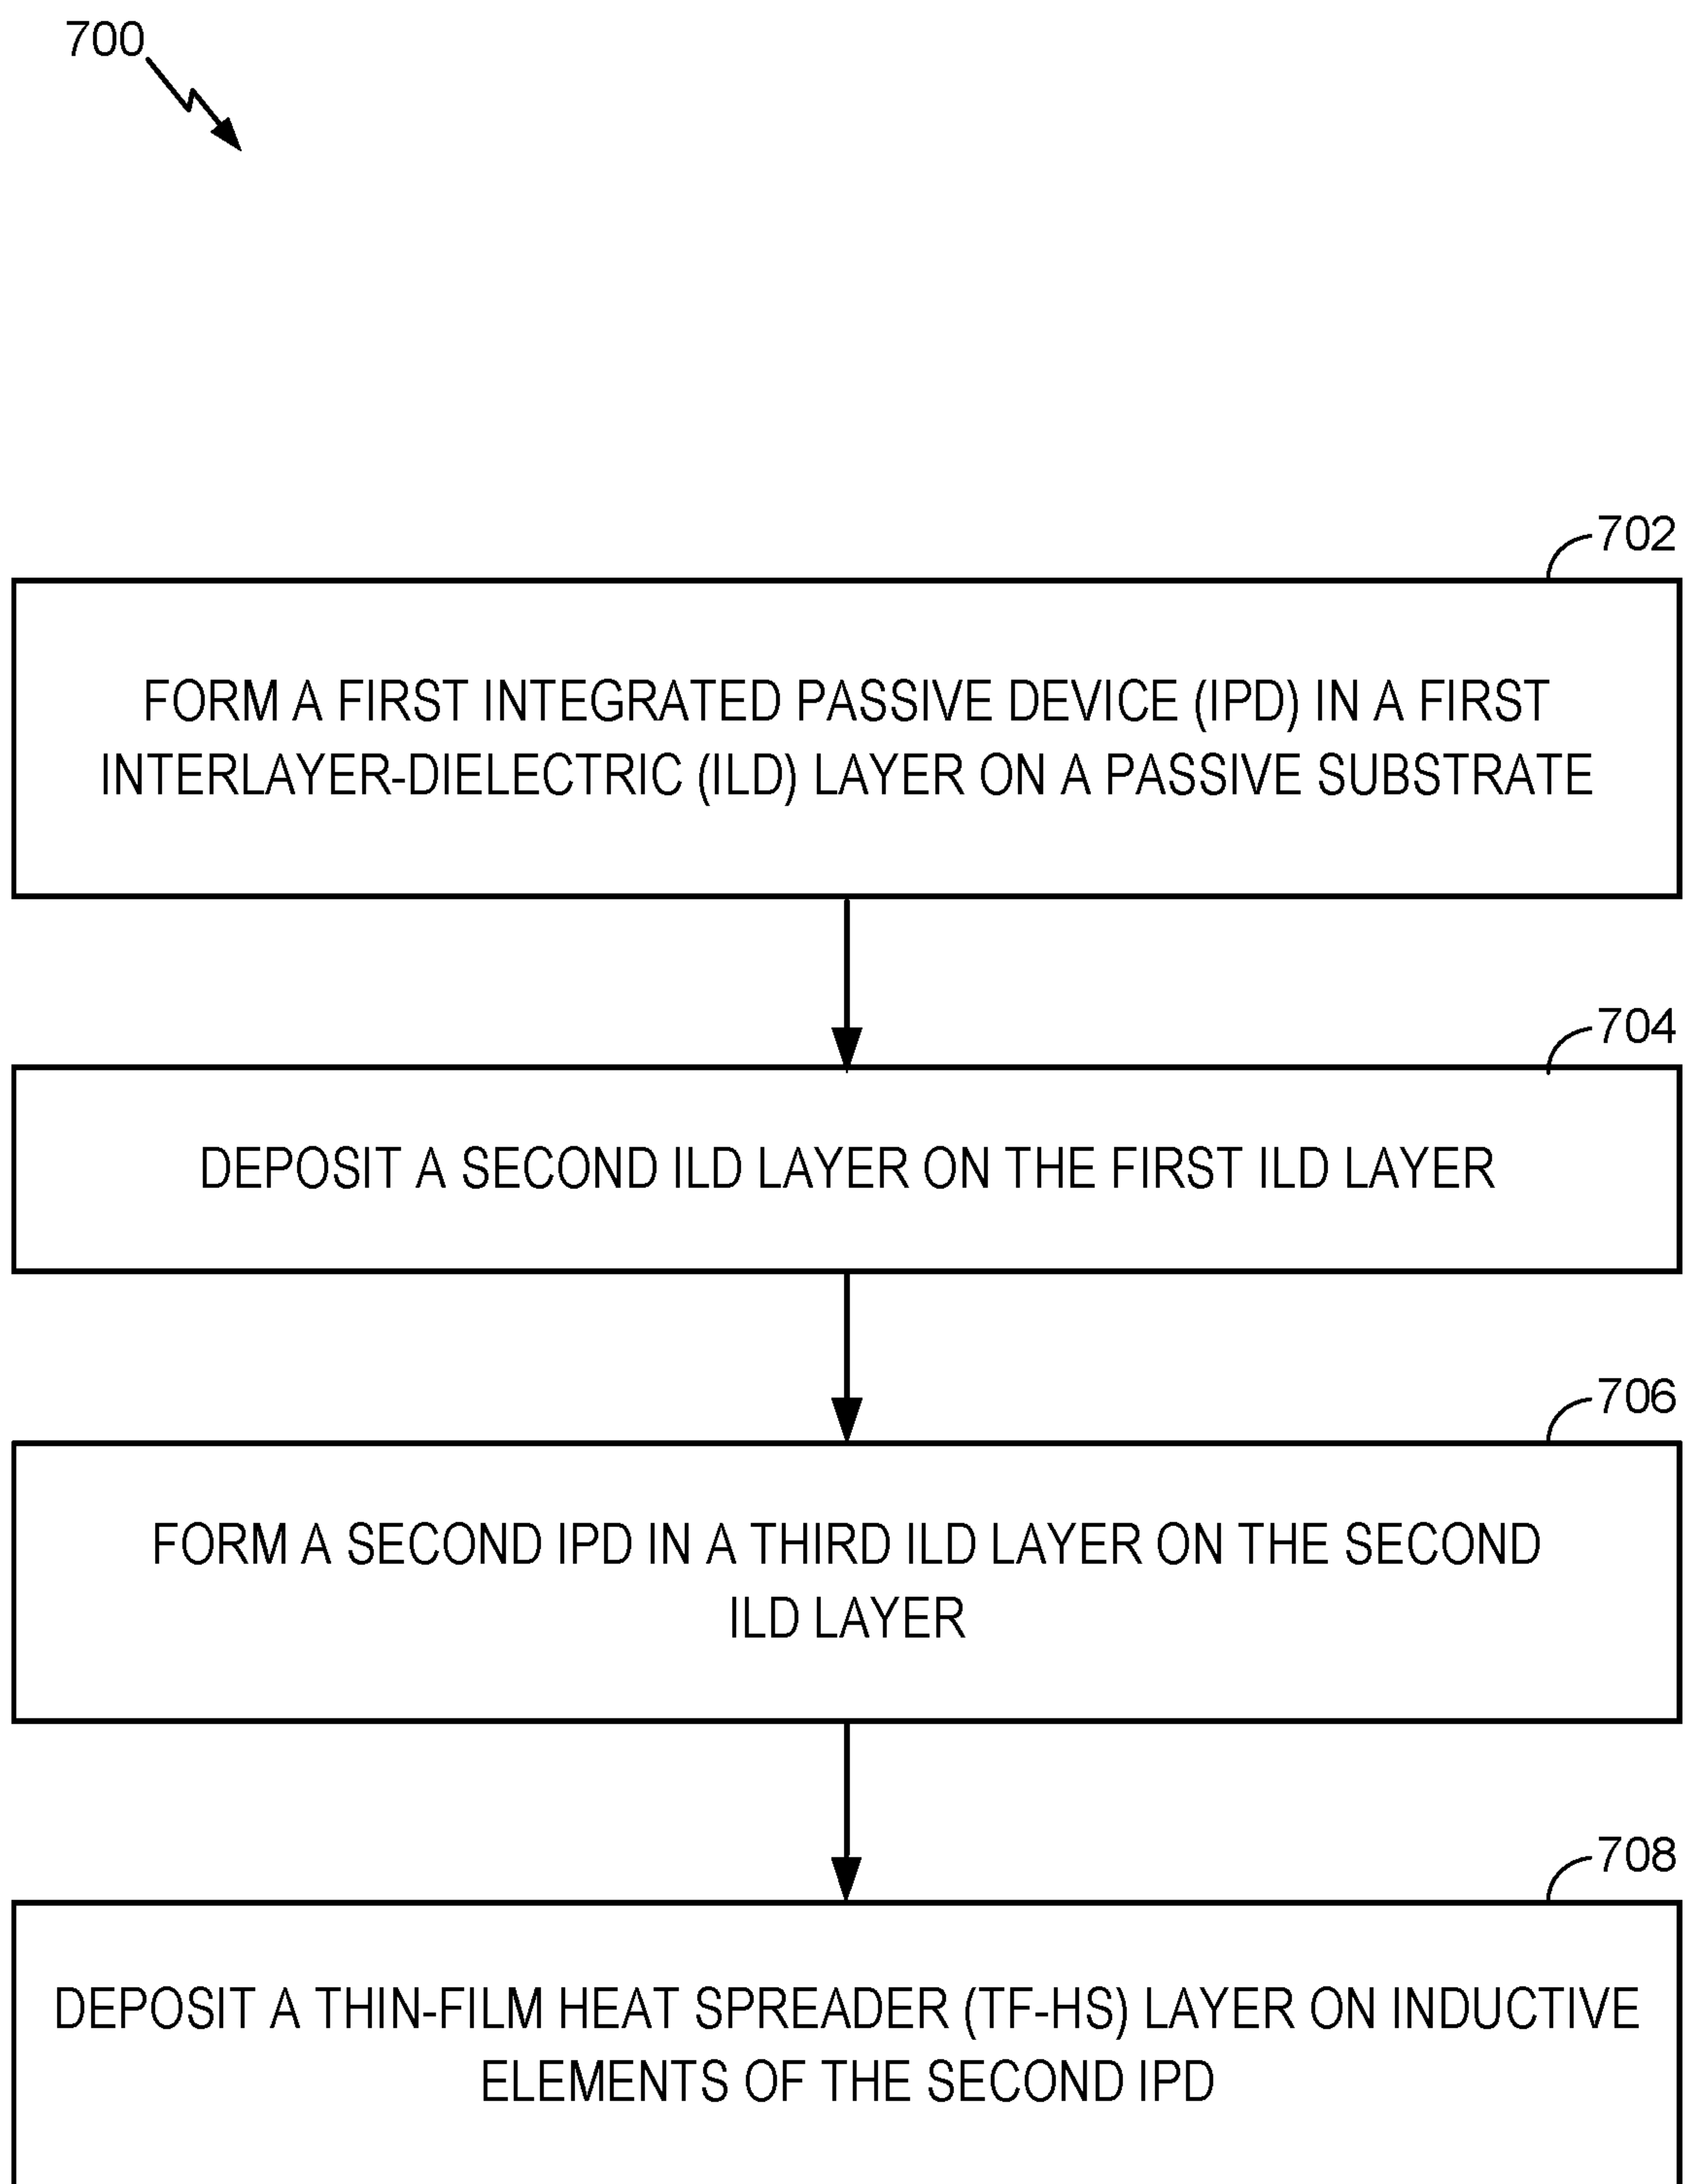 700
702
FORM A FIRST INTEGRATED PASSIVE DEVICE (IPD) IN A FIRST
INTERLAYER-DIELECTRIC (ILD) LAYER ON A PASSIVE SUBSTRATE
704
DEPOSIT A SECOND ILD LAYER ON THE FIRST ILD LAYER
706
FORM A SECOND IPD IN A THIRD ILD LAYER ON THE SECOND
ILD LAYER
708
DEPOSIT A THIN-FILM HEAT SPREADER (TF-HS) LAYER ON INDUCTIVE
ELEMENTS OF THE SECOND IPD